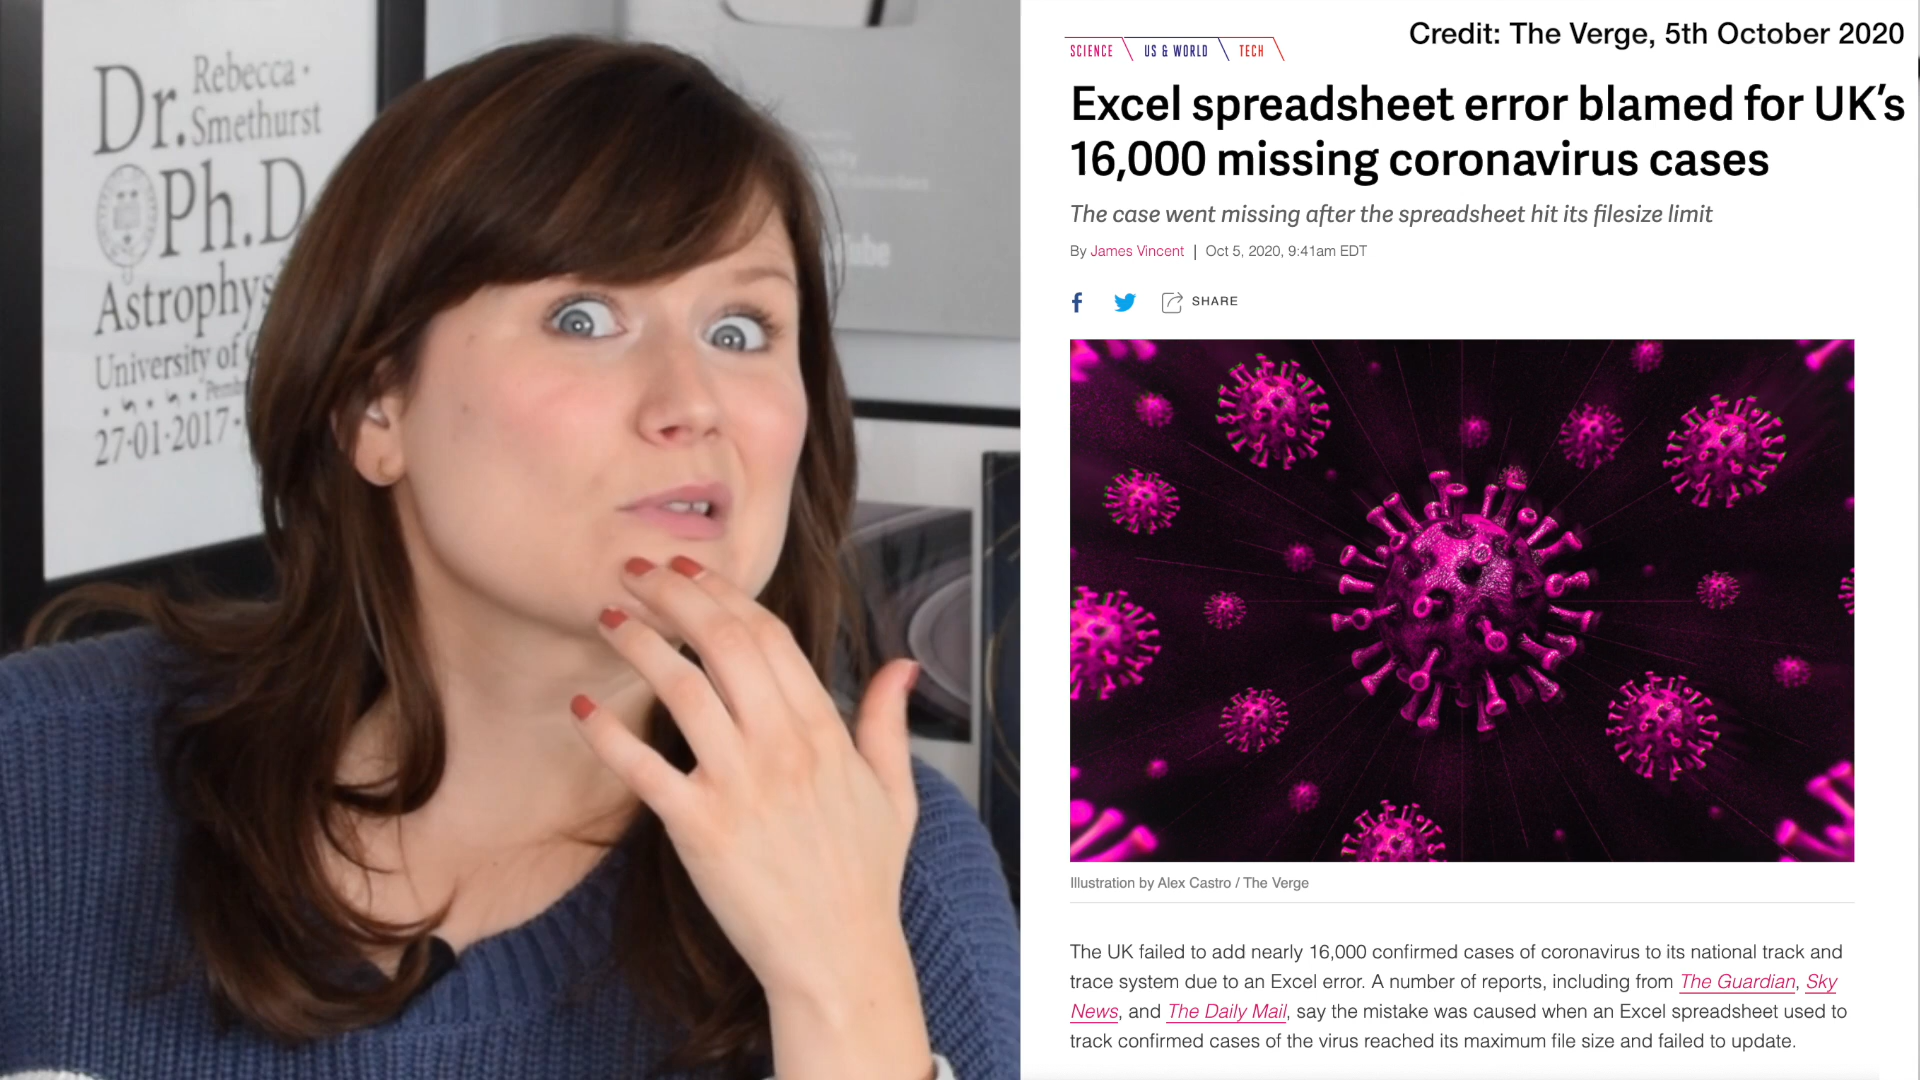 Dr.
Rebecca
Smethurst
Ph.D
Astrophys
University of
27·01·2017·
Credit: The Verge, 5th October 2020
SCIENCE US & WORLD TECH
Excel spreadsheet error blamed for UK’s
16,000 missing coronavirus cases
The case went missing after the spreadsheet hit its filesize limit
By James Vincent | Oct 5, 2020, 9:41am EDT
SHARE
Illustration by Alex Castro / The Verge
The UK failed to add nearly 16,000 confirmed cases of coronavirus to its national track and
trace system due to an Excel error. A number of reports, including from The Guardian, Sky
News, and The Daily Mail, say the mistake was caused when an Excel spreadsheet used to
track confirmed cases of the virus reached its maximum file size and failed to update.